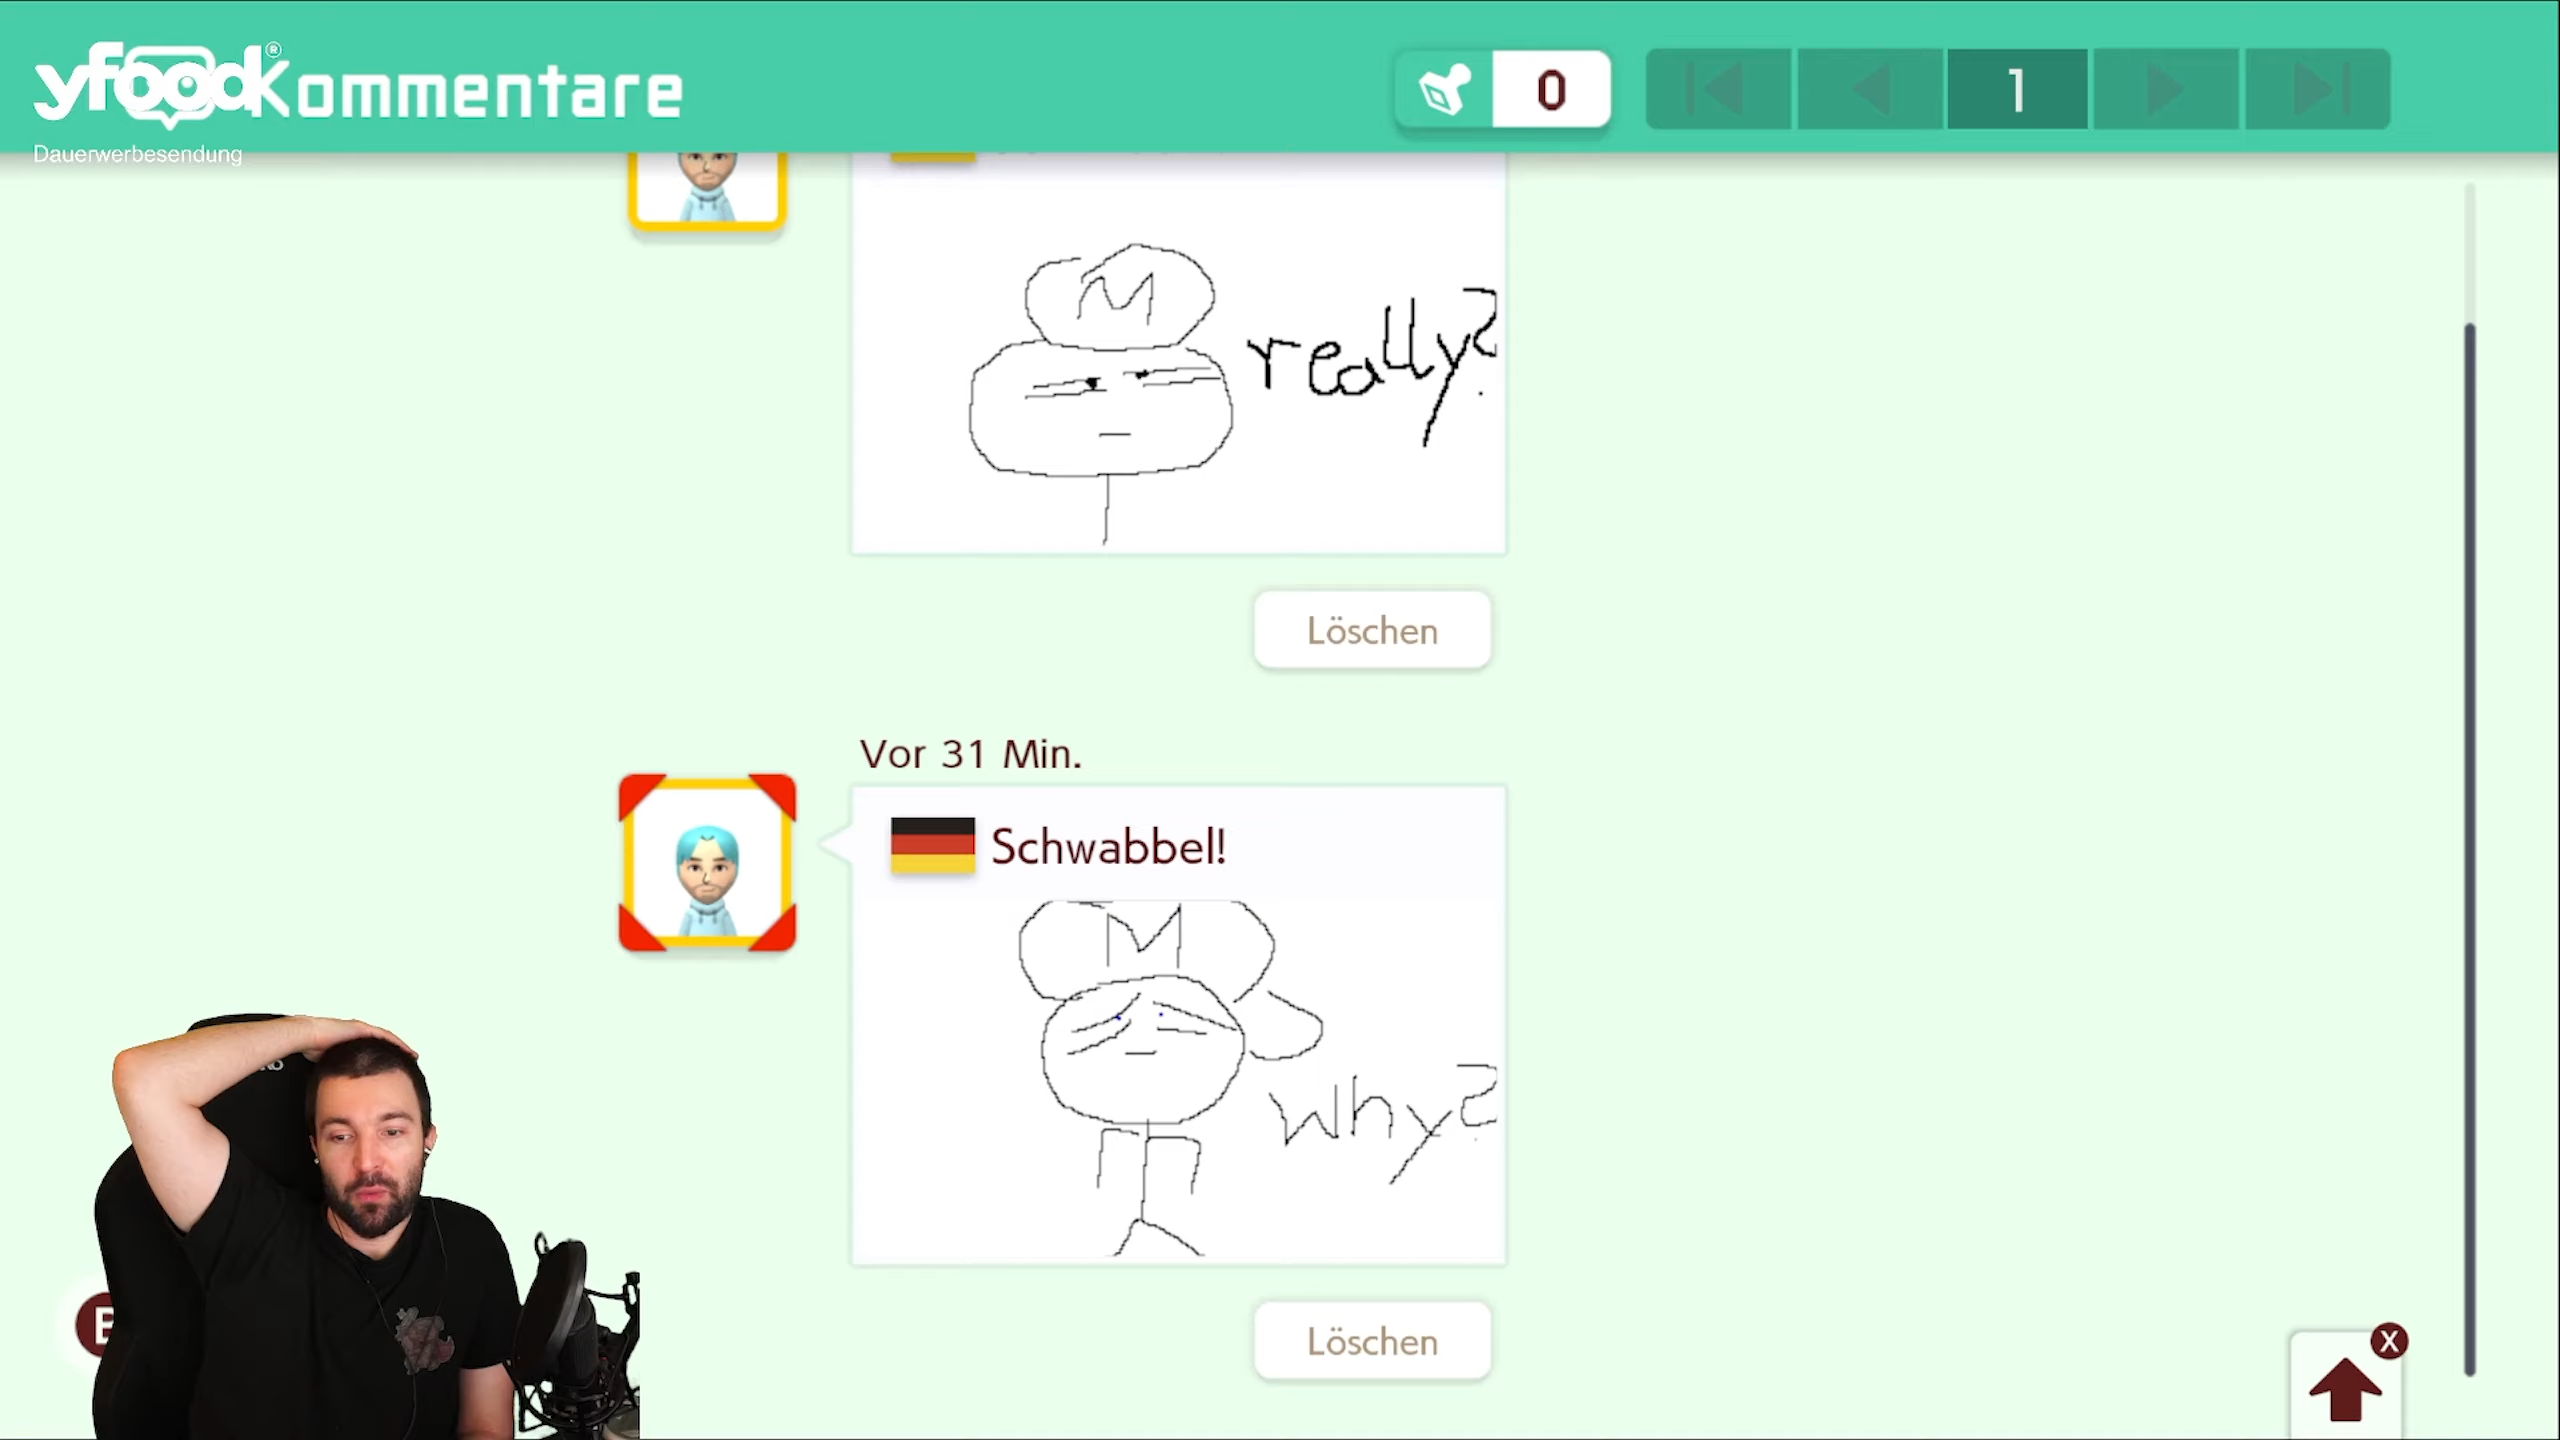 yfood® Kommentare
0
1
Dauerwerbesendung
M
really?
Löschen
Vor 31 Min.
Schwabbel!
M
why?
Löschen
X